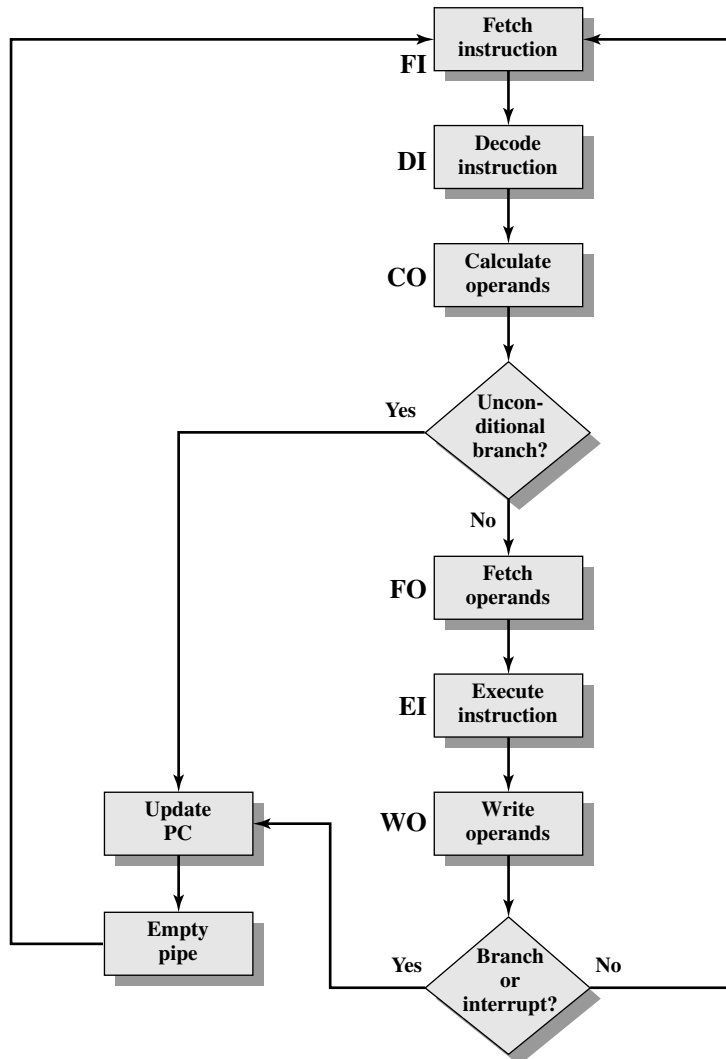 Fetch
instruction
FI
Decode
instruction
DI
Calculate
operands
CO
Yes
Uncon-
ditional
branch?
No
Fetch
operands
FO
Execute
instruction
EI
Update
PC
WO
Write
operands
Empty
pipe
Yes
Branch
or
interrupt?
No